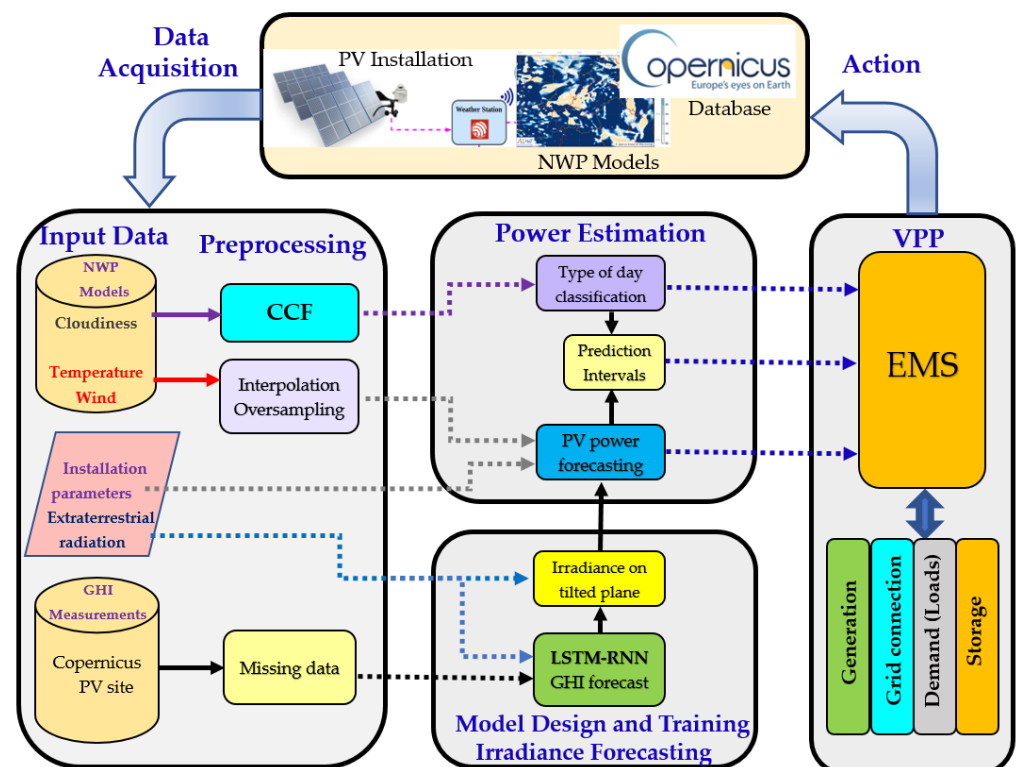 Data
Acquisition
PV Installation
Weather Station
opernicus
Europe's eyes on Earth
Database
NWP Models
Action
Input Data
Preprocessing
NWP
Models
Cloudiness
Temperature
Wind
CCF
Interpolation
Oversampling
Installation
parameters
Extraterrestrial
radiation
GHI
Measurements
Copernicus
PV site
Missing data
Power Estimation
Type of day
classification
Prediction
Intervals
PV power
forecasting
Irradiance on
tilted plane
LSTM-RNN
GHI forecast
Model Design and Training
Irradiance Forecasting
VPP
EMS
Generation
Grid connection
Demand (Loads)
Storage